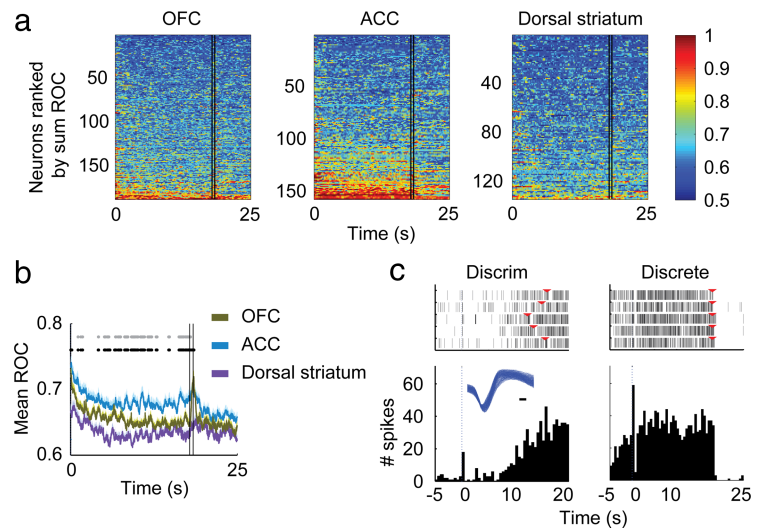 a
OFC
ACC
Dorsal striatum
Neurons ranked
by sum ROC
50
100
150
0
25
50
100
150
0
25
40
80
120
0
25
1
0.9
0.8
0.7
0.6
0.5
Time (s)
b
Mean ROC
0.8
0.7
0.6
0
25
Time (s)
OFC
ACC
Dorsal striatum
c
Discrim
Discrete
# spikes
60
40
20
0
-5
0
10
20
-5
0
25
Time (s)